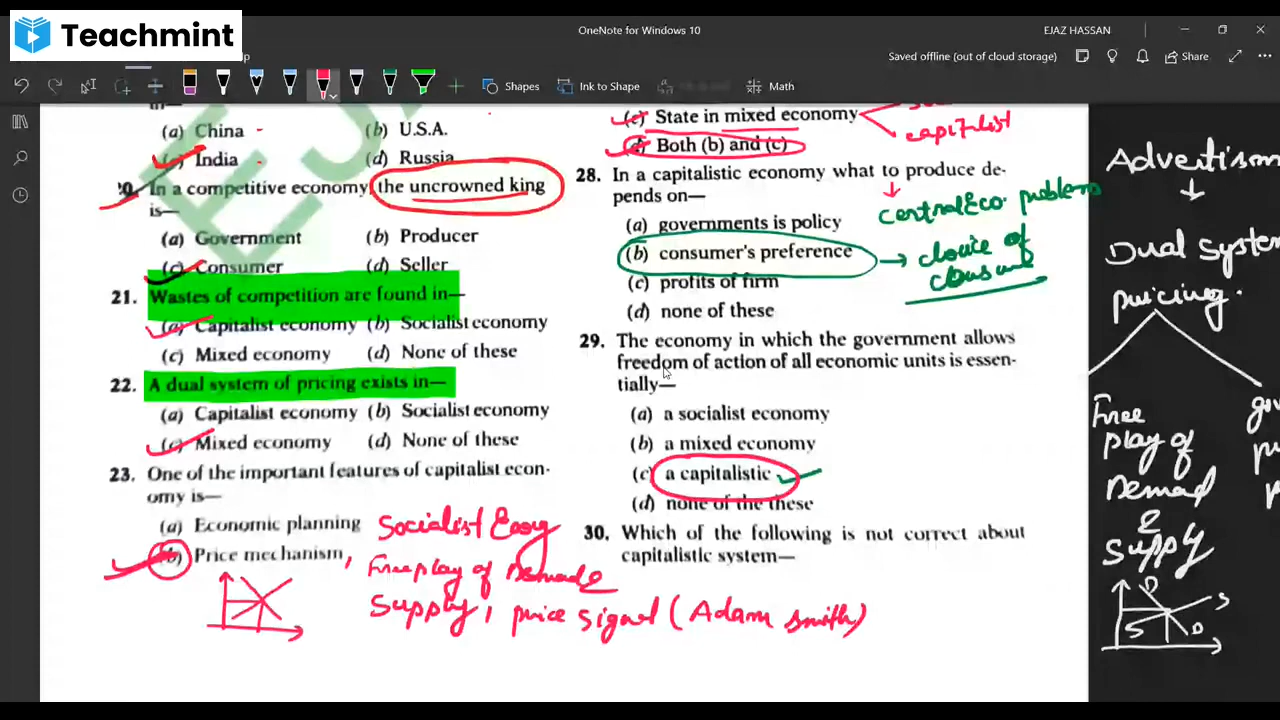 Teachmint
OneNote for Windows 10
EJAZ HASSAN
Saved offline (out of cloud storage)
Share
Shapes
Ink to Shape
Math
in—
(a) China
(b) U.S.A.
India
(d) Russia
In a competitive economy the uncrowned king
is—
(a) Government
(b) Producer
(c) Consumer
(d) Seller
21. Wastes of competition are found in—
(a) Capitalist economy (b) Socialist economy
(c) Mixed economy (d) None of these
22. A dual system of pricing exists in—
(a) Capitalist economy (b) Socialist economy
(c) Mixed economy (d) None of these
23. One of the important features of capitalist econ-
omy is—
(a) Economic planning
Socialist
(b) Price mechanism,
Free play of Demand &
Supply, price signal (Adam Smith)
(c) State in mixed economy
capitalist
(d) Both (b) and (c)
28. In a capitalistic economy what to produce de-
pends on—
central Eco. problems
(a) governments is policy
(b) consumer's preference
choice of
(c) profits of firm
(d) none of these
29. The economy in which the government allows
freedom of action of all economic units is essen-
tially—
(a) a socialist economy
(b) a mixed economy
(c) a capitalistic
(d) none of the these
30. Which of the following is not correct about
capitalistic system—
Dual System
pricing.
Free
play of
Demand
&
Supply
D
S
S
D